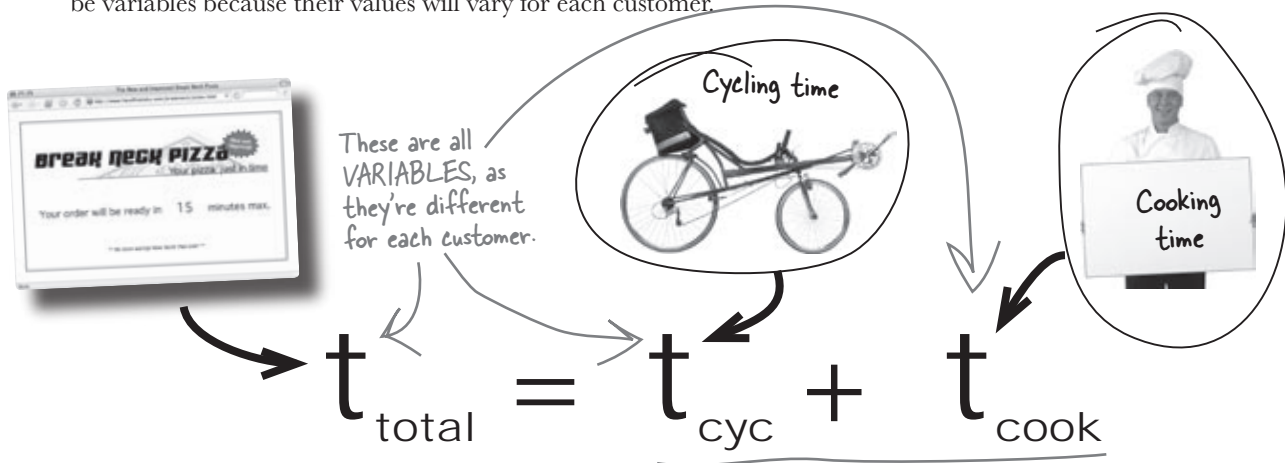 be variables because their values will vary for each customer.
BREAK NECK PIZZA
Your pizza just in time
Your order will be ready in 15 minutes max.
These are all
VARIABLES, as
they're different
for each customer.
Cycling time
Cooking
time
t total = t cyc + t cook